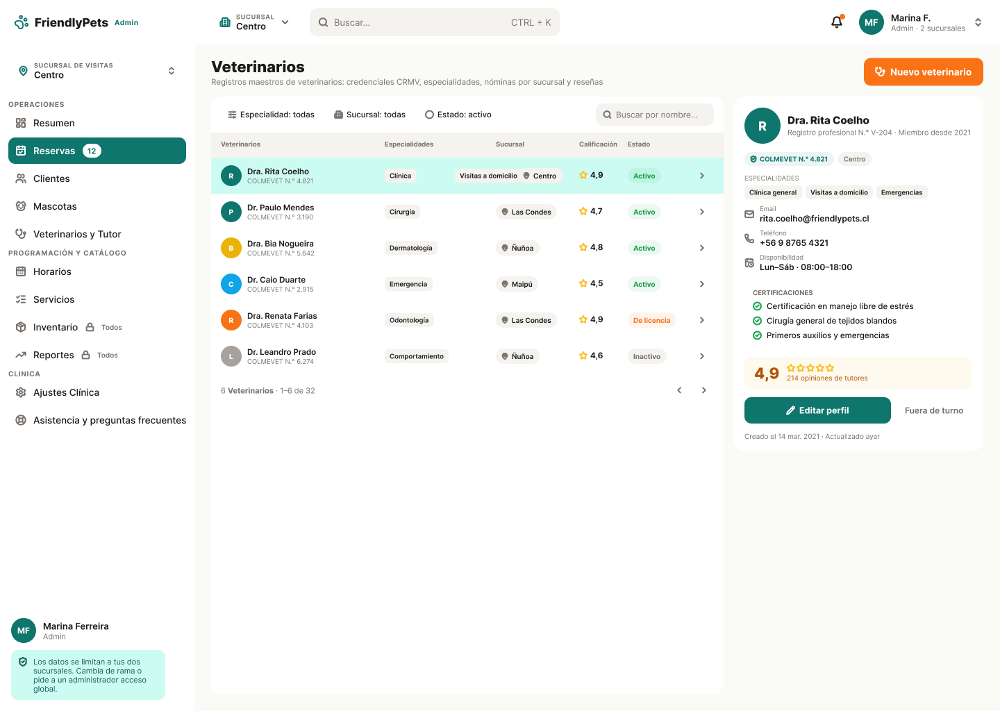 FriendlyPets Admin
SUCURSAL
Centro
Buscar...
CTRL + K
MF
Marina F.
Admin · 2 sucursales
SUCURSAL DE VISITAS
Centro
OPERACIONES
Resumen
Reservas 12
Clientes
Mascotas
Veterinarios y Tutor
PROGRAMACIÓN Y CATÁLOGO
Horarios
Servicios
Inventario Todos
Reportes Todos
CLINICA
Ajustes Clínica
Asistencia y preguntas frecuentes
MF
Marina Ferreira
Admin
Los datos se limitan a tus dos
sucursales. Cambia de rama o
pide a un administrador acceso
global.
Veterinarios
Registros maestros de veterinarios: credenciales CRMV, especialidades, nóminas por sucursal y reseñas
Nuevo veterinario
Especialidad: todas
Sucursal: todas
Estado: activo
Buscar por nombre...
Veterinarios Especialidades Sucursal Calificación Estado
R
Dra. Rita Coelho
COLMEVET N.° 4.821
Clínica Visitas a domicilio Centro 4,9 Activo
P
Dr. Paulo Mendes
COLMEVET N.° 3.190
Cirurgía Las Condes 4,7 Activo
B
Dra. Bia Nogueira
COLMEVET N.° 5.642
Dermatología Ñuñoa 4,8 Activo
C
Dr. Caio Duarte
COLMEVET N.° 2.915
Emergencia Maipú 4,5 Activo
R
Dra. Renata Farias
COLMEVET N.° 4.103
Odontología Las Condes 4,9 De licencia
L
Dr. Leandro Prado
COLMEVET N.° 6.274
Comportamiento Ñuñoa 4,6 Inactivo
6 Veterinarios · 1–6 de 32
R
Dra. Rita Coelho
Registro profesional N.° V-204 · Miembro desde 2021
COLMEVET N.° 4.821 Centro
ESPECIALIDADES
Clínica general Visitas a domicilio Emergencias
Email
rita.coelho@friendlypets.cl
Teléfono
+56 9 8765 4321
Disponibilidad
Lun–Sáb · 08:00–18:00
CERTIFICACIONES
Certificación en manejo libre de estrés
Cirugía general de tejidos blandos
Primeros auxilios y emergencias
4,9
214 opiniones de tutores
Editar perfil
Fuera de turno
Creado el 14 mar. 2021 · Actualizado ayer